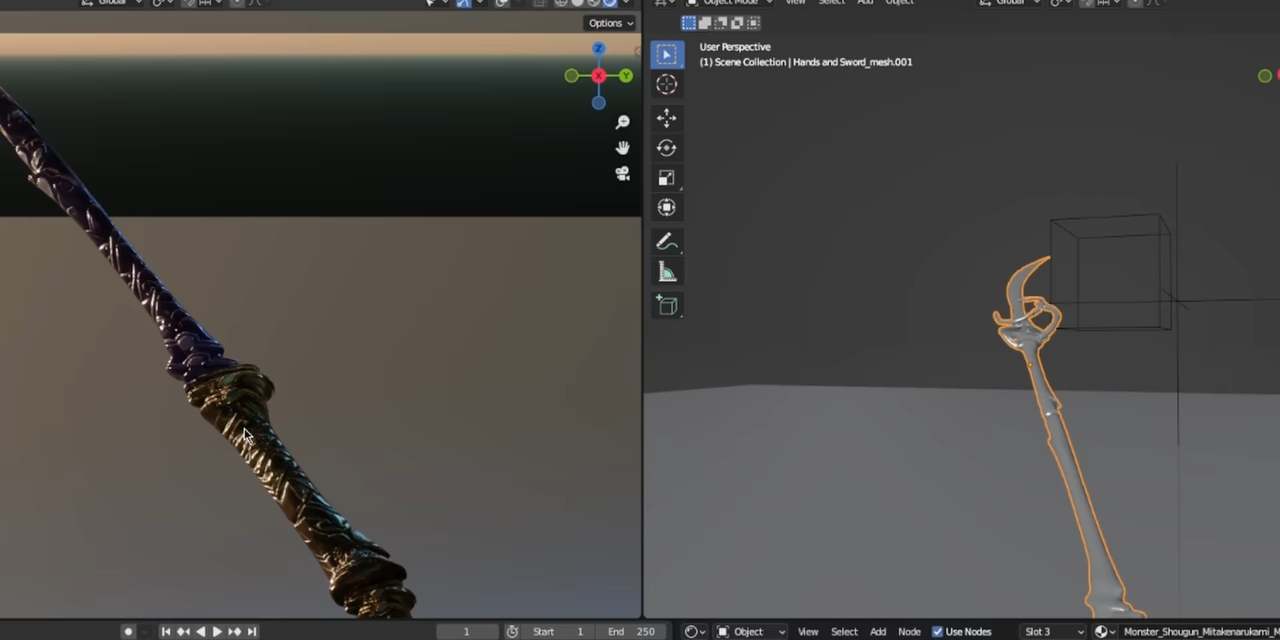 Global
Options
Z
X
Y
Object Mode
View Select Add Object
Global
User Perspective
(1) Scene Collection | Hands and Sword_mesh.001
1
Start 1 End 250
Object View Select Add Node Use Nodes Slot 3